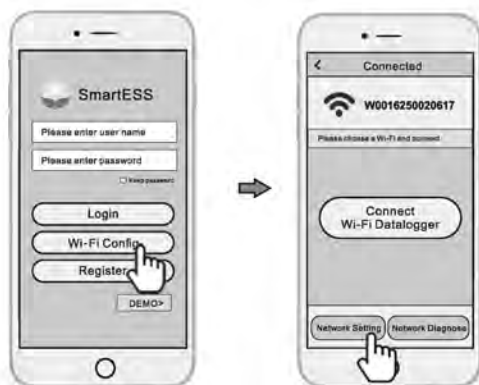 SmartESS
Please enter user name
Please enter password
Keep password
Login
Wi-Fi Config
Register
DEMO>
Connected
W0016250020617
Please choose a Wi-Fi and connect
Connect
Wi-Fi Datalogger
Network Setting
Network Diagnose